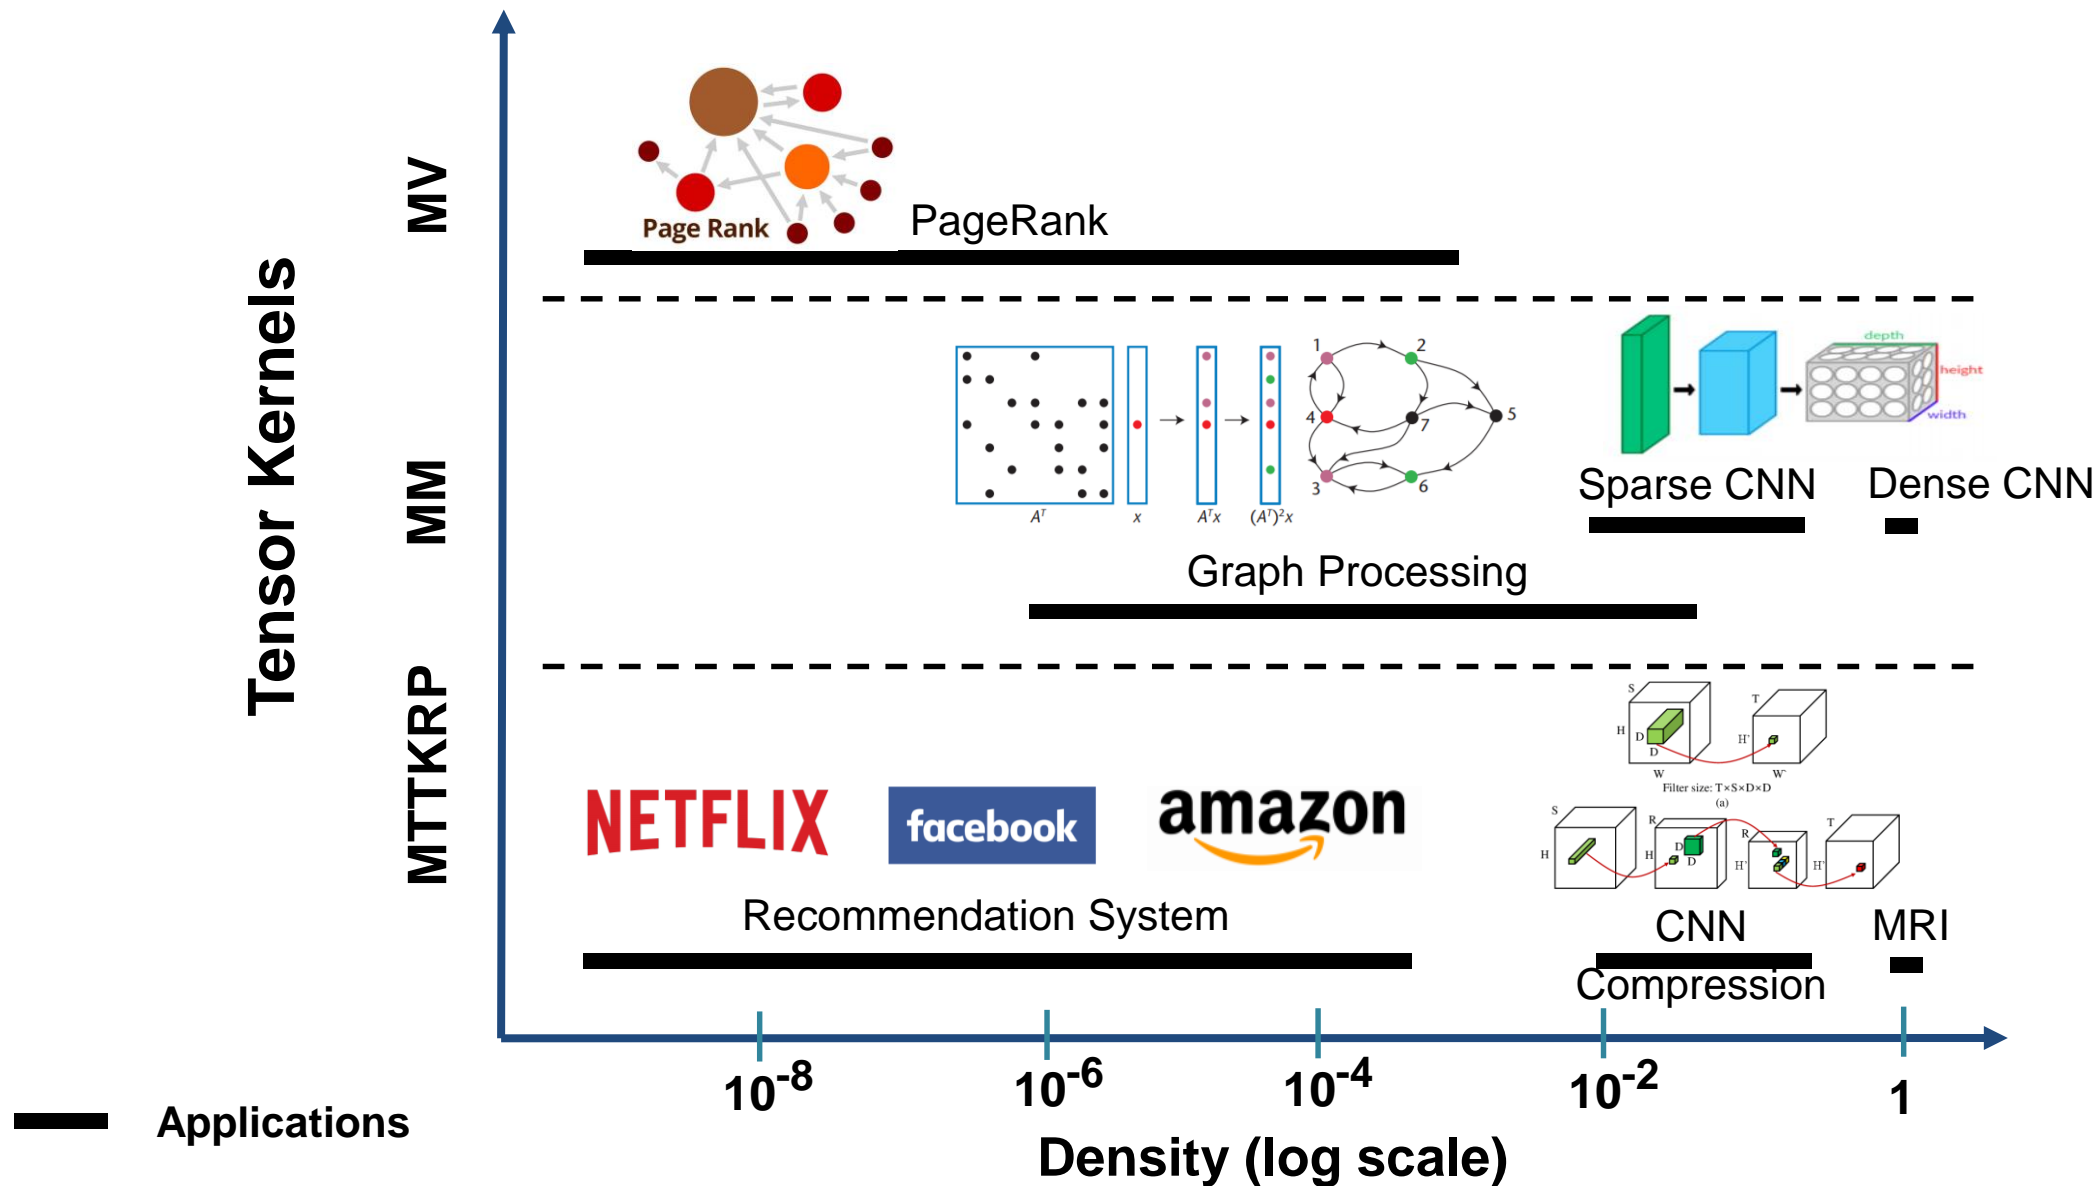 Tensor Kernels
MV
MM
MTTKRP
Page Rank
PageRank
A^T
x
A^Tx
(A^T)²x
1
2
4
7
5
3
6
depth
height
width
Sparse CNN
Dense CNN
Graph Processing
NETFLIX
facebook
amazon
Recommendation System
S
H
D
D
W
T
H'
W'
Filter size: T×S×D×D
(a)
S
H
R
H
D
D
R
H'
T
H'
CNN
Compression
MRI
10^-8
10^-6
10^-4
10^-2
1
Density (log scale)
Applications